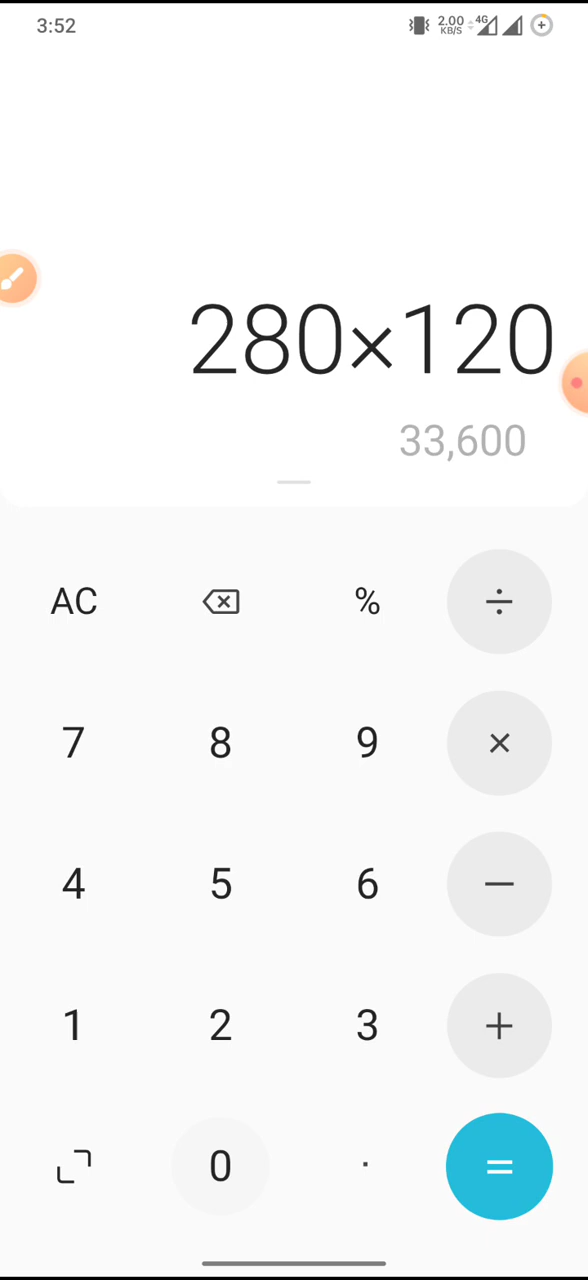 3:52
2.00
KB/S
4G
280×120
33,600
AC % ÷
7 8 9 ×
4 5 6 −
1 2 3 +
0 . =